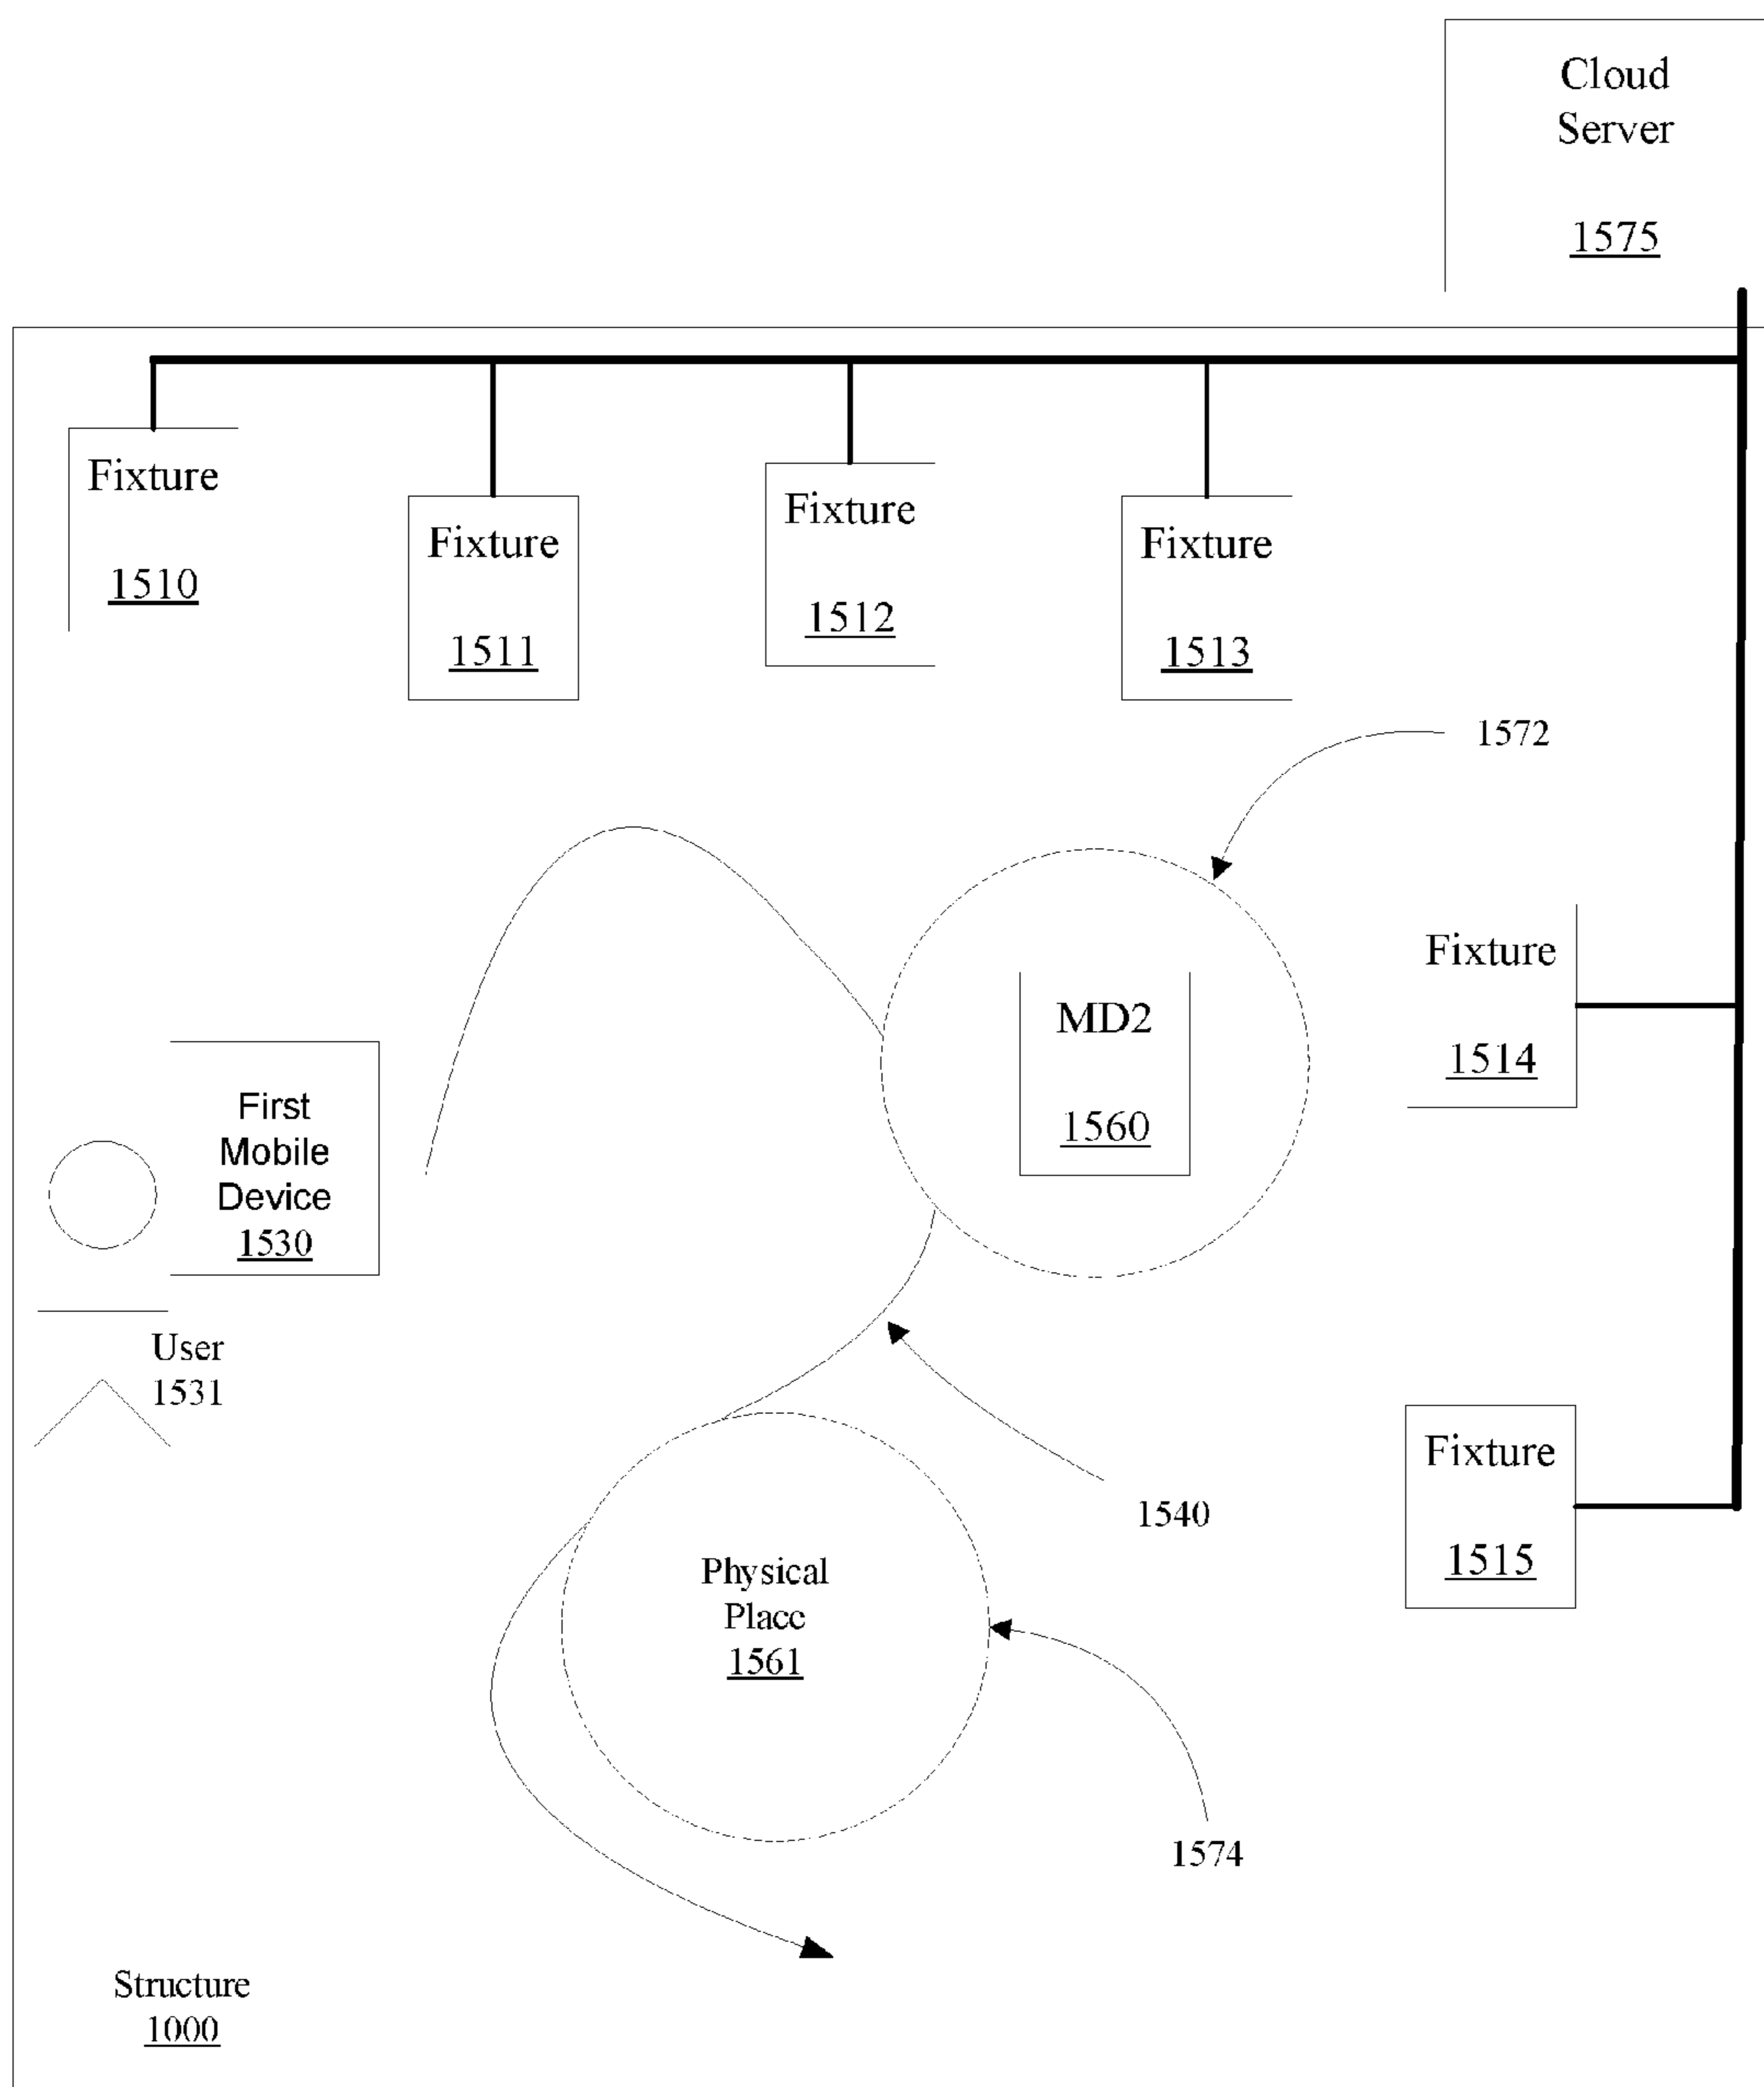 Cloud
Server
1575
Fixture
1510
Fixture
1511
Fixture
1512
Fixture
1513
1572
Fixture
1514
MD2
1560
First
Mobile
Device
1530
User
1531
1540
Fixture
1515
Physical
Place
1561
1574
Structure
1000